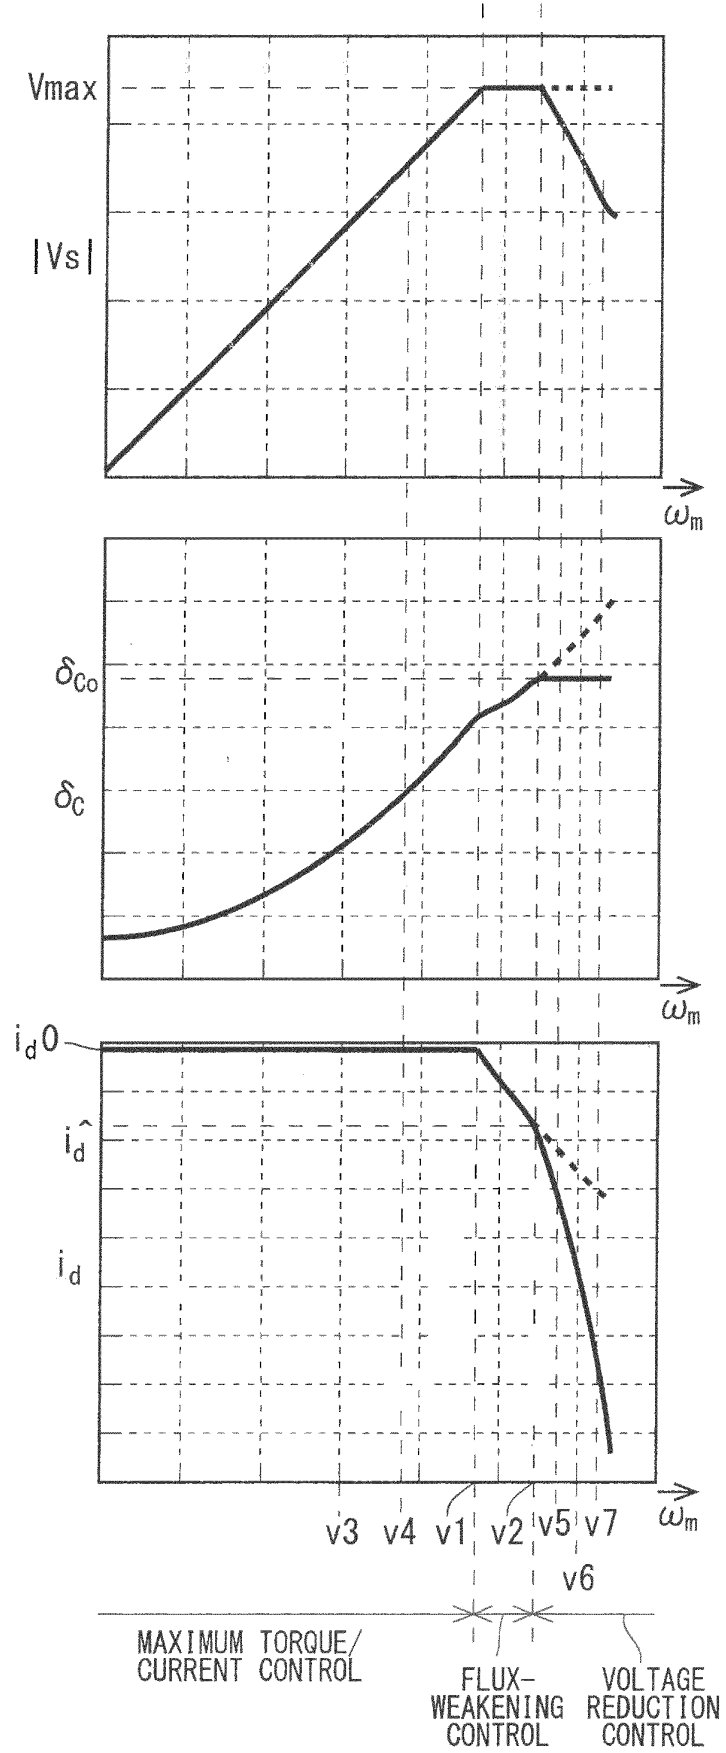 Vmax
|Vs|
ωm
δCo
δC
ωm
id0
id^
id
ωm
v3 v4 v1 v2 v5 v7
v6
MAXIMUM TORQUE/
CURRENT CONTROL
FLUX-
WEAKENING
CONTROL
VOLTAGE
REDUCTION
CONTROL